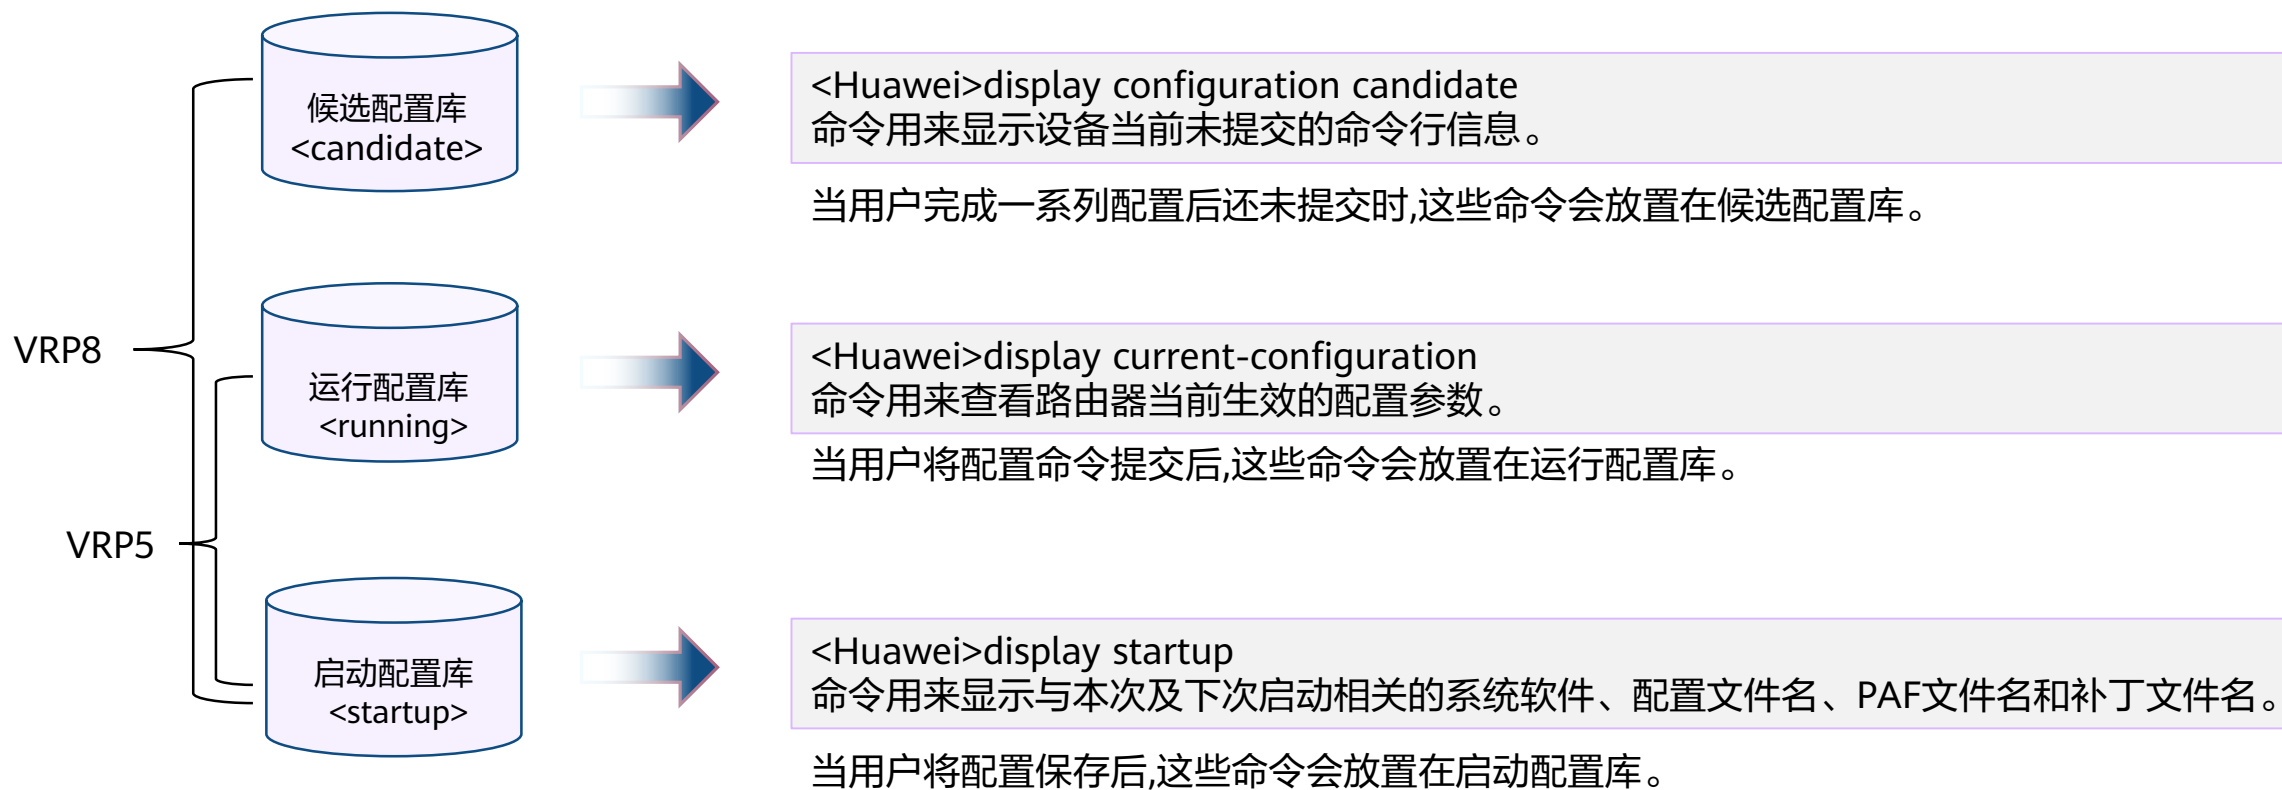 候选配置库
<candidate>
<Huawei>display configuration candidate
命令用来显示设备当前未提交的命令行信息。
当用户完成一系列配置后还未提交时,这些命令会放置在候选配置库。
VRP8
运行配置库
<running>
<Huawei>display current-configuration
命令用来查看路由器当前生效的配置参数。
当用户将配置命令提交后,这些命令会放置在运行配置库。
VRP5
启动配置库
<startup>
<Huawei>display startup
命令用来显示与本次及下次启动相关的系统软件、配置文件名、PAF文件名和补丁文件名。
当用户将配置保存后,这些命令会放置在启动配置库。